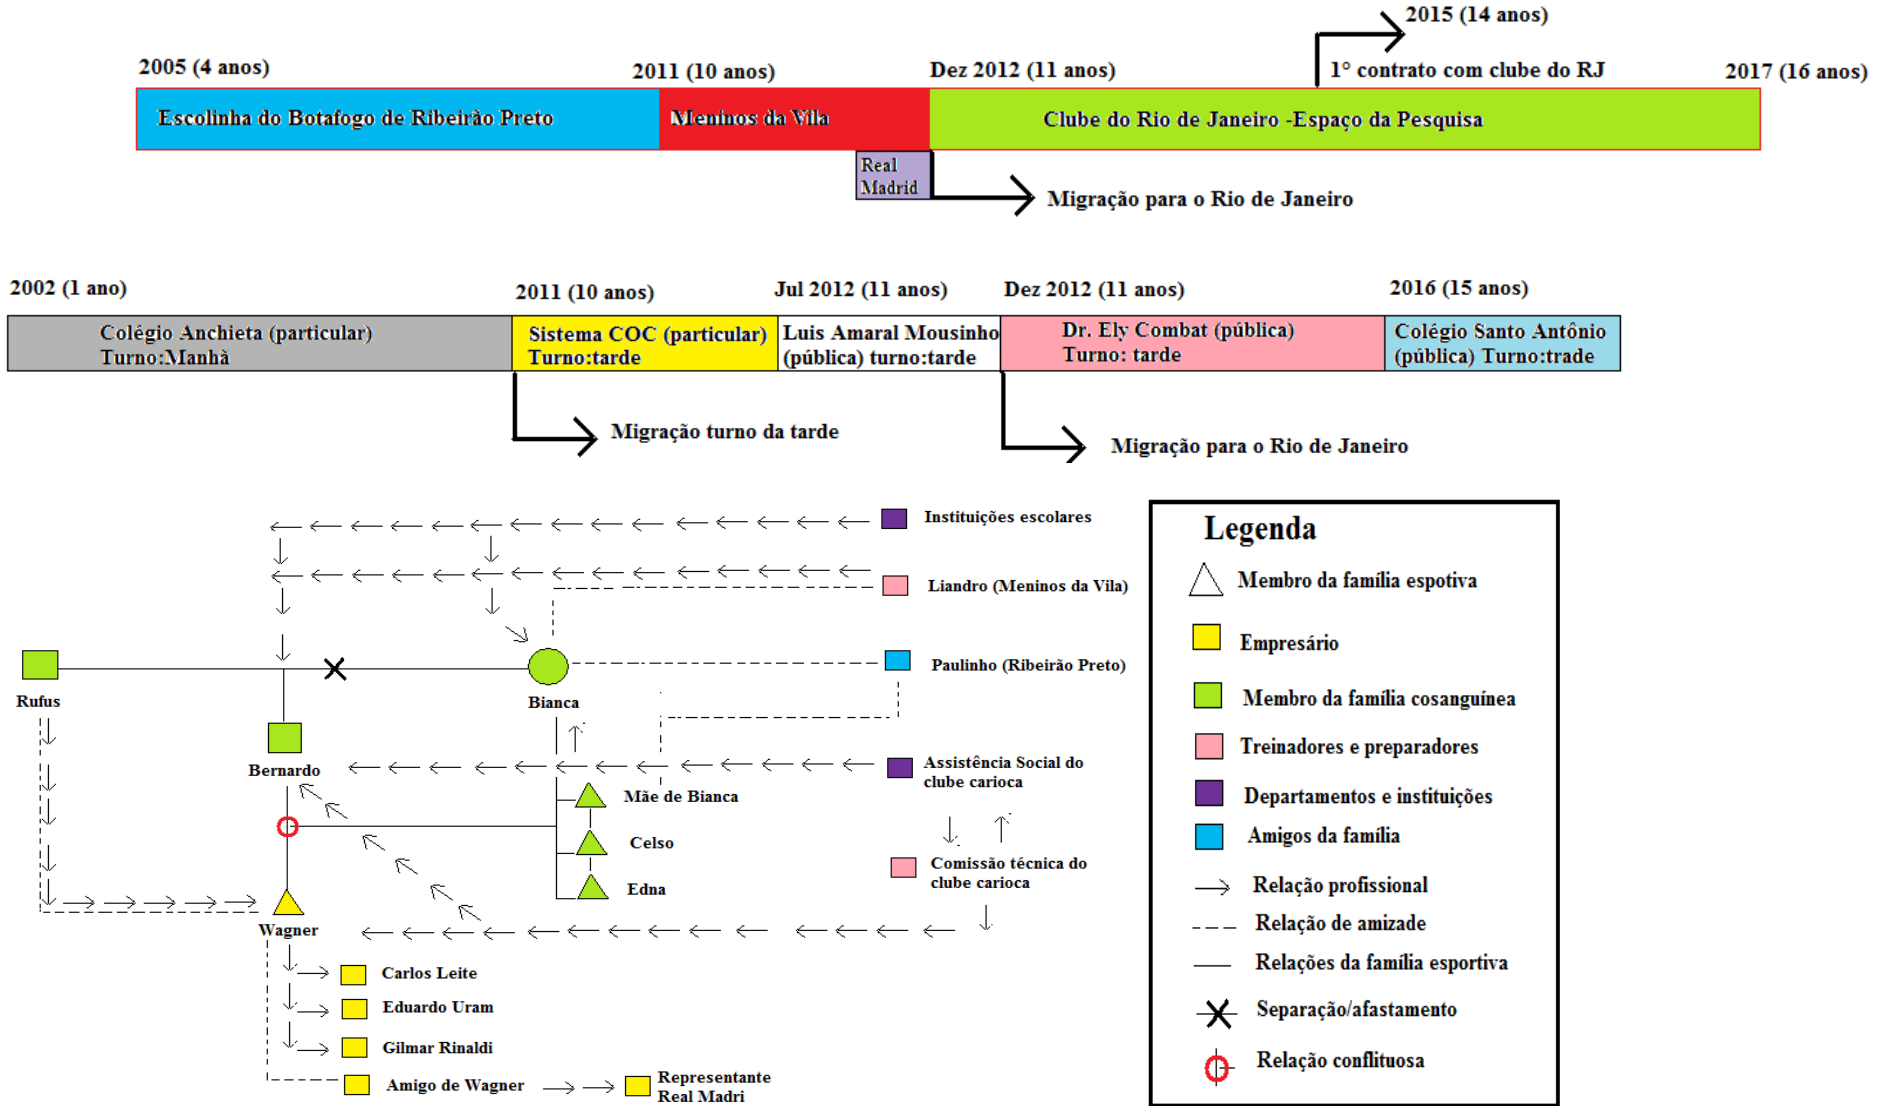 2015 (14 anos)
2005 (4 anos)
2011 (10 anos)
Dez 2012 (11 anos)
1° contrato com clube do RJ
2017 (16 anos)
Escolinha do Botafogo de Ribeirão Preto
Meninos da Vila
Clube do Rio de Janeiro -Espaço da Pesquisa
Real
Madrid
Migração para o Rio de Janeiro
2002 (1 ano)
2011 (10 anos)
Jul 2012 (11 anos)
Dez 2012 (11 anos)
2016 (15 anos)
Colégio Anchieta (particular)
Turno:Manhã
Sistema COC (particular)
Turno:tarde
Luis Amaral Mousinho
(pública) turno:tarde
Dr. Ely Combat (pública)
Turno: tarde
Colégio Santo Antônio
(pública) Turno:trade
Migração turno da tarde
Migração para o Rio de Janeiro
Instituições escolares
Liandro (Meninos da Vila)
Paulinho (Ribeirão Preto)
Rufus
Bianca
Bernardo
Assistência Social do
clube carioca
Mãe de Bianca
Celso
Edna
Comissão técnica do
clube carioca
Wagner
Carlos Leite
Eduardo Uram
Gilmar Rinaldi
Amigo de Wagner
Representante
Real Madri
Legenda
Membro da família espotiva
Empresário
Membro da família cosanguínea
Treinadores e preparadores
Departamentos e instituições
Amigos da família
Relação profissional
Relação de amizade
Relações da família esportiva
Separação/afastamento
Relação conflituosa